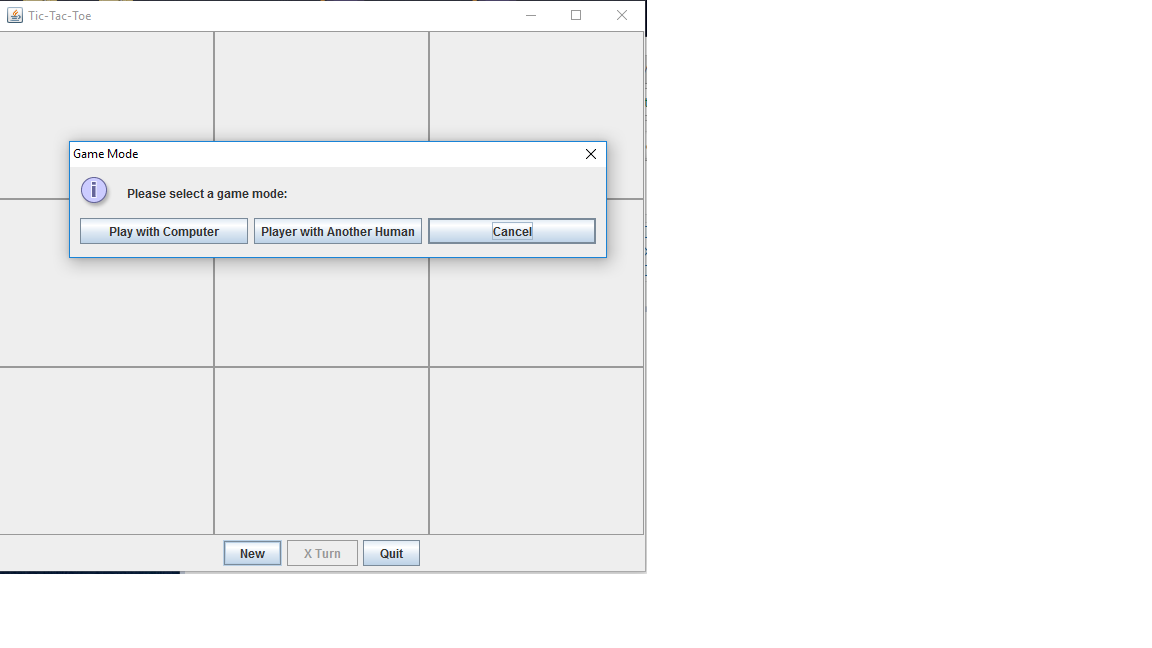 Tic-Tac-Toe
Game Mode
Please select a game mode:
Play with Computer
Player with Another Human
Cancel
New
X Turn
Quit